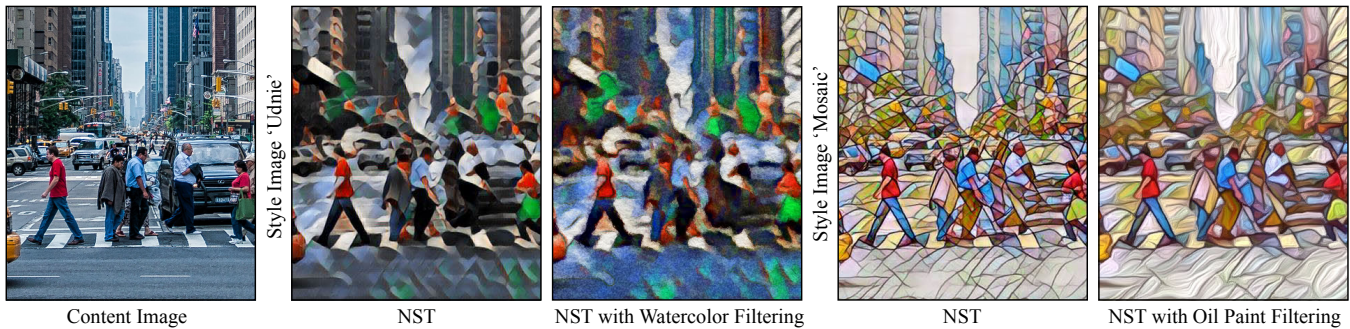 Style Image ‘Udnie’
Style Image ‘Mosaic’
Content Image
NST
NST with Watercolor Filtering
NST
NST with Oil Paint Filtering